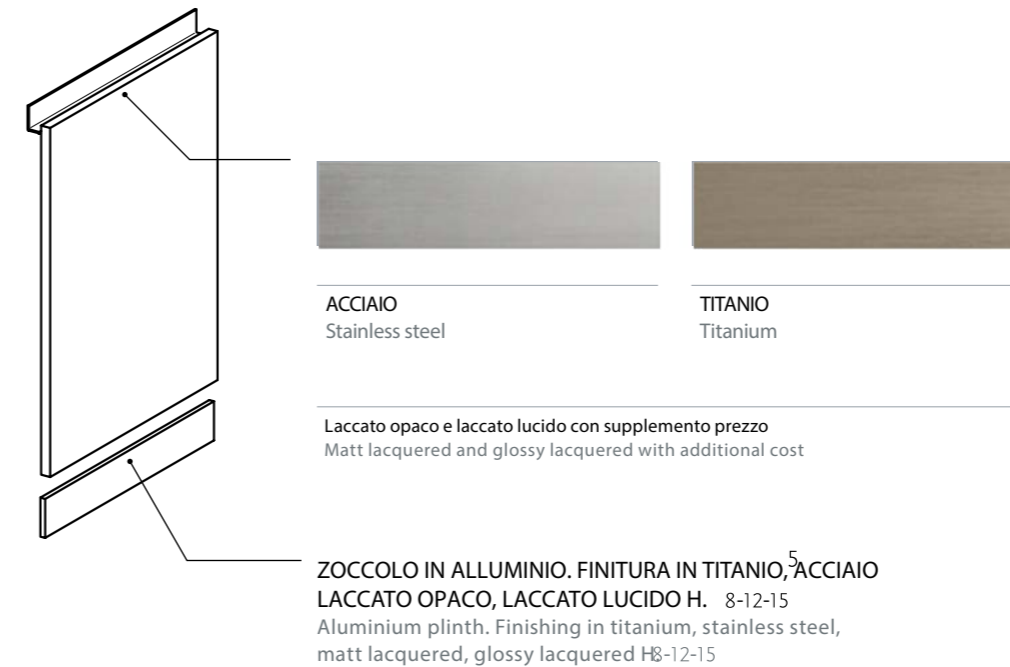 ACCIAIO
Stainless steel
TITANIO
Titanium
Laccato opaco e laccato lucido con supplemento prezzo
Matt lacquered and glossy lacquered with additional cost
ZOCCOLO IN ALLUMINIO. FINITURA IN TITANIO, 5 ACCIAIO
LACCATO OPACO, LACCATO LUCIDO H. 8-12-15
Aluminium plinth. Finishing in titanium, stainless steel,
matt lacquered, glossy lacquered H. 8-12-15